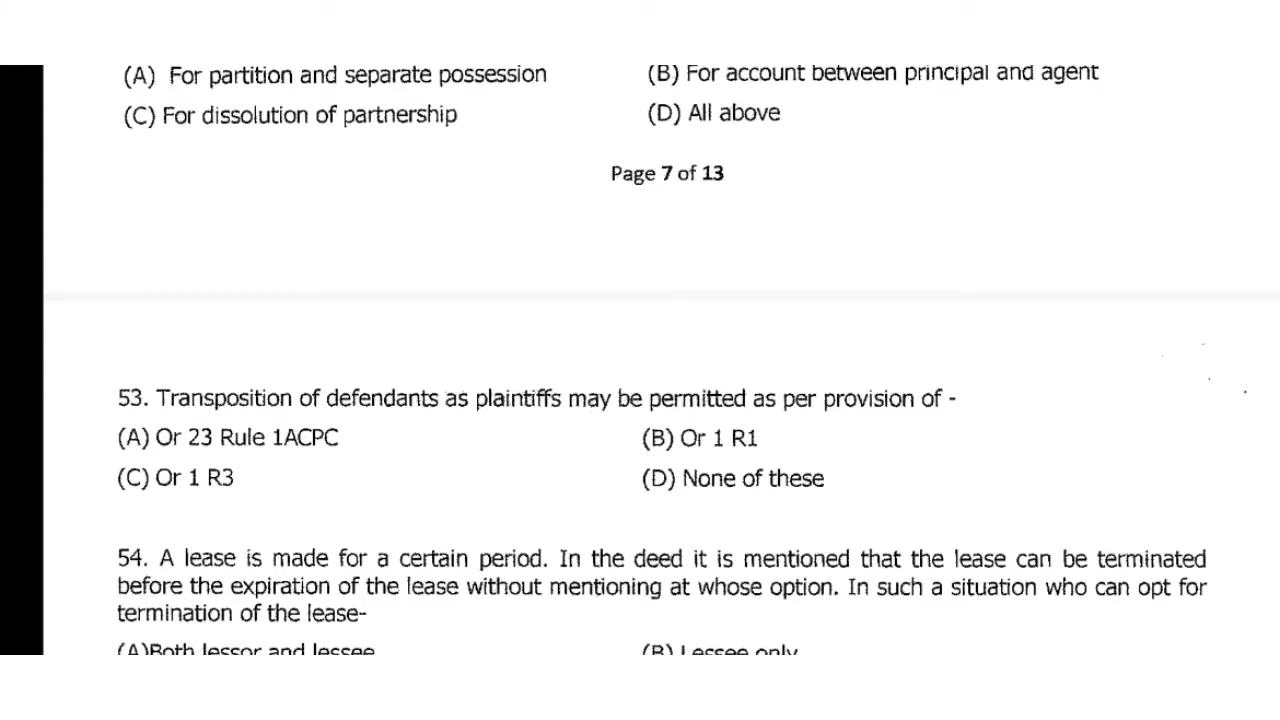 (A) For partition and separate possession
(B) For account between principal and agent
(C) For dissolution of partnership
(D) All above
Page 7 of 13
53. Transposition of defendants as plaintiffs may be permitted as per provision of -
(A) Or 23 Rule 1ACPC
(B) Or 1 R1
(C) Or 1 R3
(D) None of these
54. A lease is made for a certain period. In the deed it is mentioned that the lease can be terminated
before the expiration of the lease without mentioning at whose option. In such a situation who can opt for
termination of the lease-
(A)Both lessor and lessee
(B) Lessee only